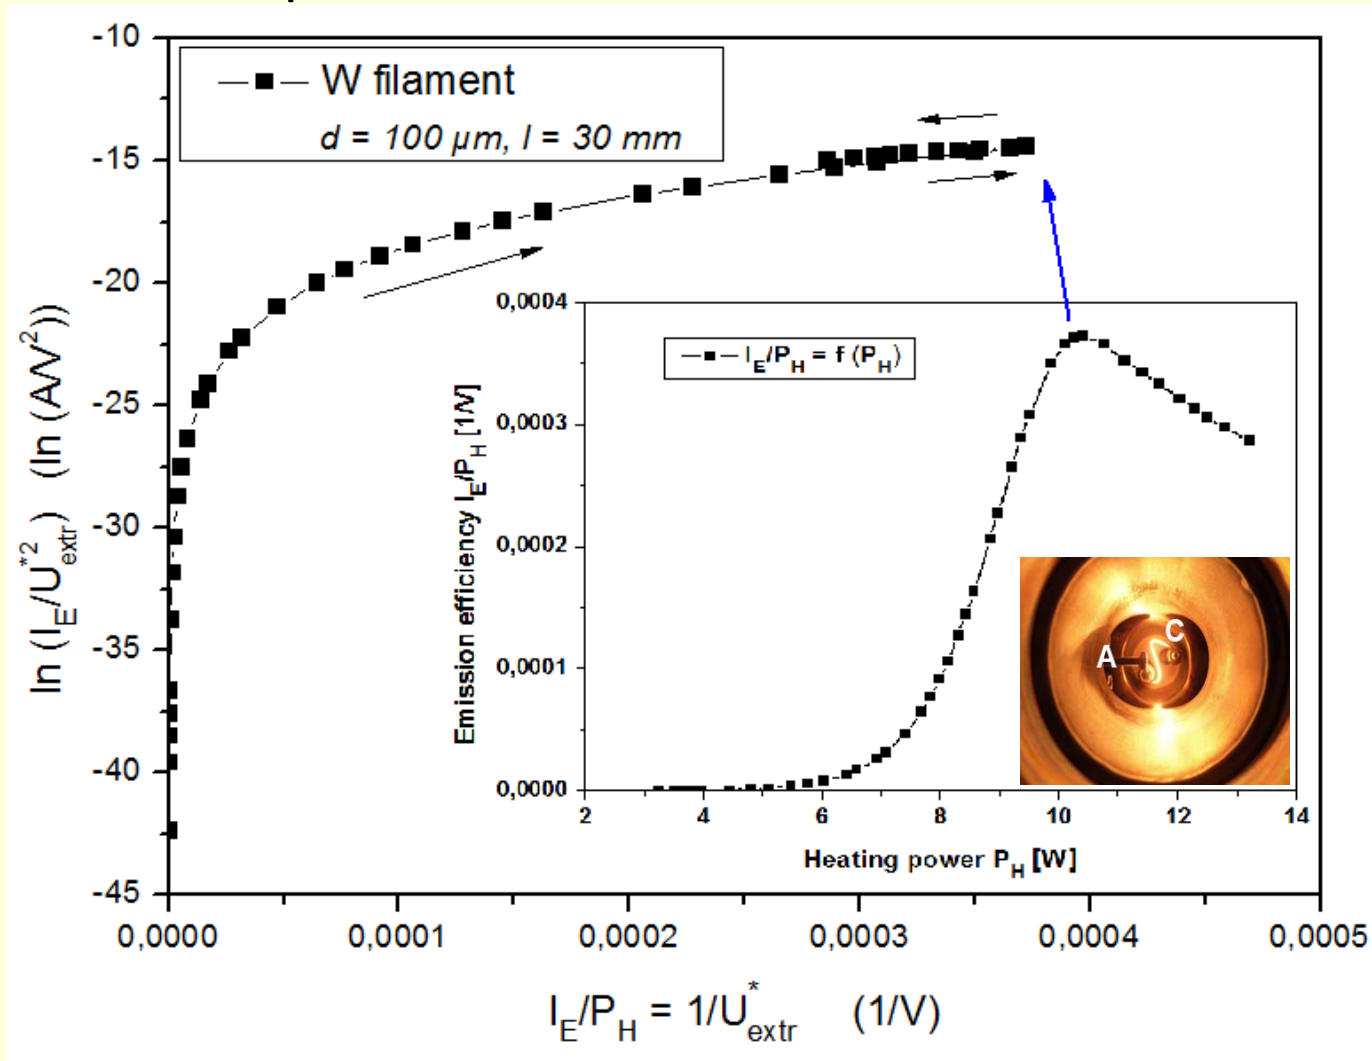 W filament
d = 100 µm, l = 30 mm
-10
-15
-20
-25
-30
-35
-40
-45
ln (I_E/U*²_extr) (ln (A/V²))
0,0000 0,0001 0,0002 0,0003 0,0004 0,0005
I_E/P_H = 1/U*_extr (1/V)
I_E/P_H = f (P_H)
0,0004
0,0003
0,0002
0,0001
0,0000
Emission efficiency I_E/P_H [1/V]
2 4 6 8 10 12 14
Heating power P_H [W]
A
C